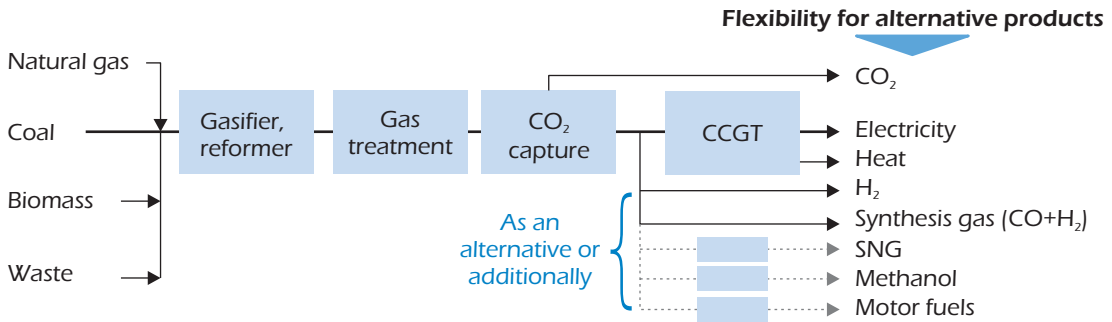 Flexibility for alternative products
Natural gas
Coal
Biomass
Waste
Gasifier,
reformer
Gas
treatment
CO₂
capture
CCGT
As an
alternative or
additionally
CO₂
Electricity
Heat
H₂
Synthesis gas (CO+H₂)
SNG
Methanol
Motor fuels